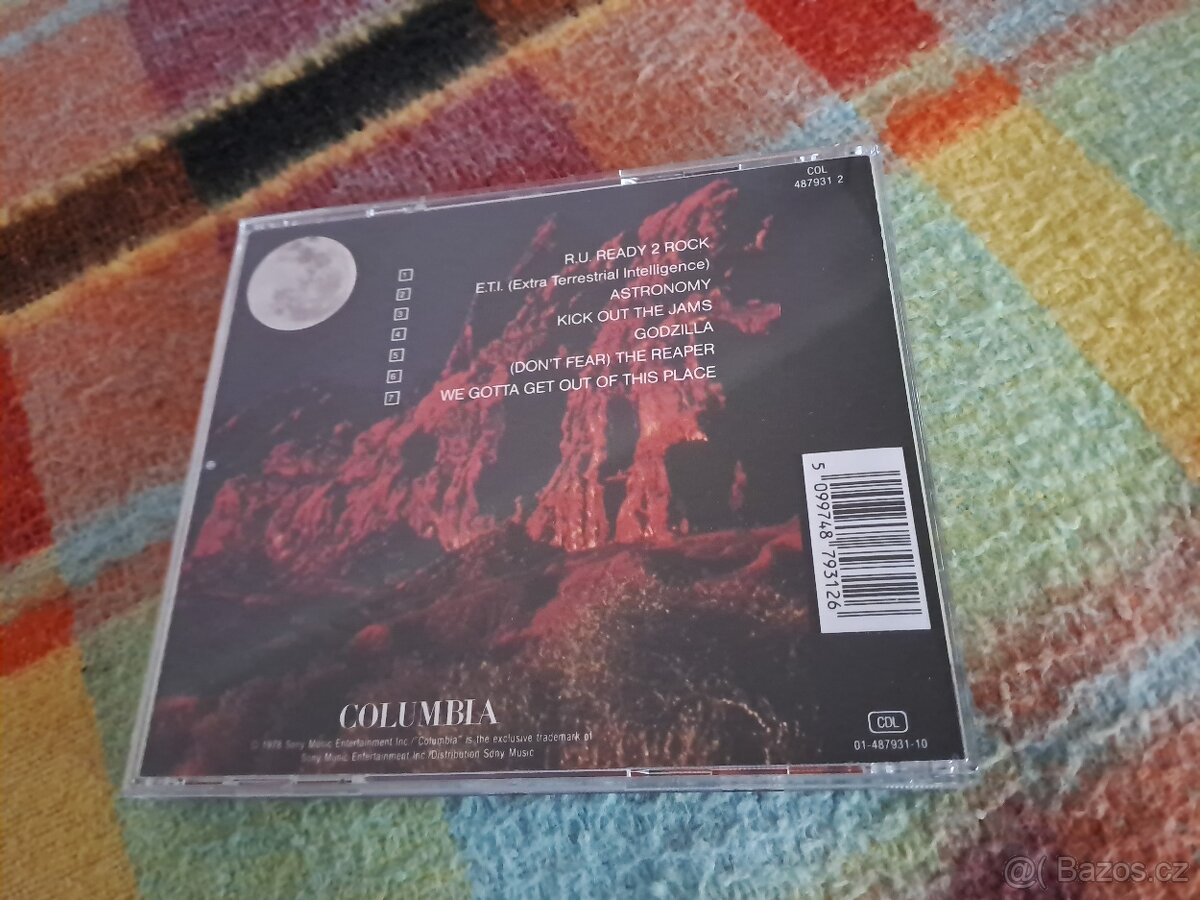 COL
487931 2
1 R.U. READY 2 ROCK
2 E.T.I. (Extra Terrestrial Intelligence)
3 ASTRONOMY
4 KICK OUT THE JAMS
5 GODZILLA
6 (DON'T FEAR) THE REAPER
7 WE GOTTA GET OUT OF THIS PLACE
5 099748 793126
COLUMBIA
© 1978 Sony Music Entertainment Inc./"Columbia" is the exclusive trademark of
Sony Music Entertainment Inc./Distribution Sony Music
CDL
01-487931-10
@( Bazos.cz